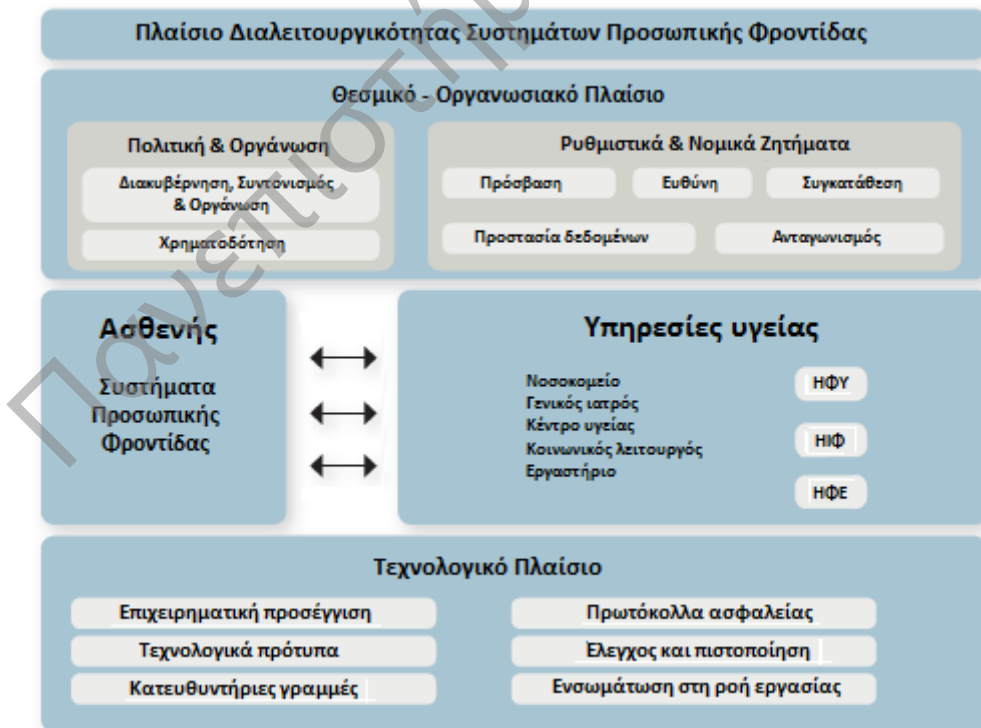 Πλαίσιο Διαλειτουργικότητας Συστημάτων Προσωπικής Φροντίδας
Θεσμικό - Οργανωσιακό Πλαίσιο
Πολιτική & Οργάνωση
Διακυβέρνηση, Συντονισμός
& Οργάνωση
Χρηματοδότηση
Ρυθμιστικά & Νομικά Ζητήματα
Πρόσβαση
Ευθύνη
Συγκατάθεση
Προστασία δεδομένων
Ανταγωνισμός
Ασθενής
Συστήματα
Προσωπικής
Φροντίδας
Υπηρεσίες υγείας
Νοσοκομείο
Γενικός ιατρός
Κέντρο υγείας
Κοινωνικός λειτουργός
Εργαστήριο
ΗΦΥ
ΗΙΦ
ΗΦΕ
Τεχνολογικό Πλαίσιο
Επιχειρηματική προσέγγιση
Τεχνολογικά πρότυπα
Κατευθυντήριες γραμμές
Πρωτόκολλα ασφαλείας
Έλεγχος και πιστοποίηση
Ενσωμάτωση στη ροή εργασίας